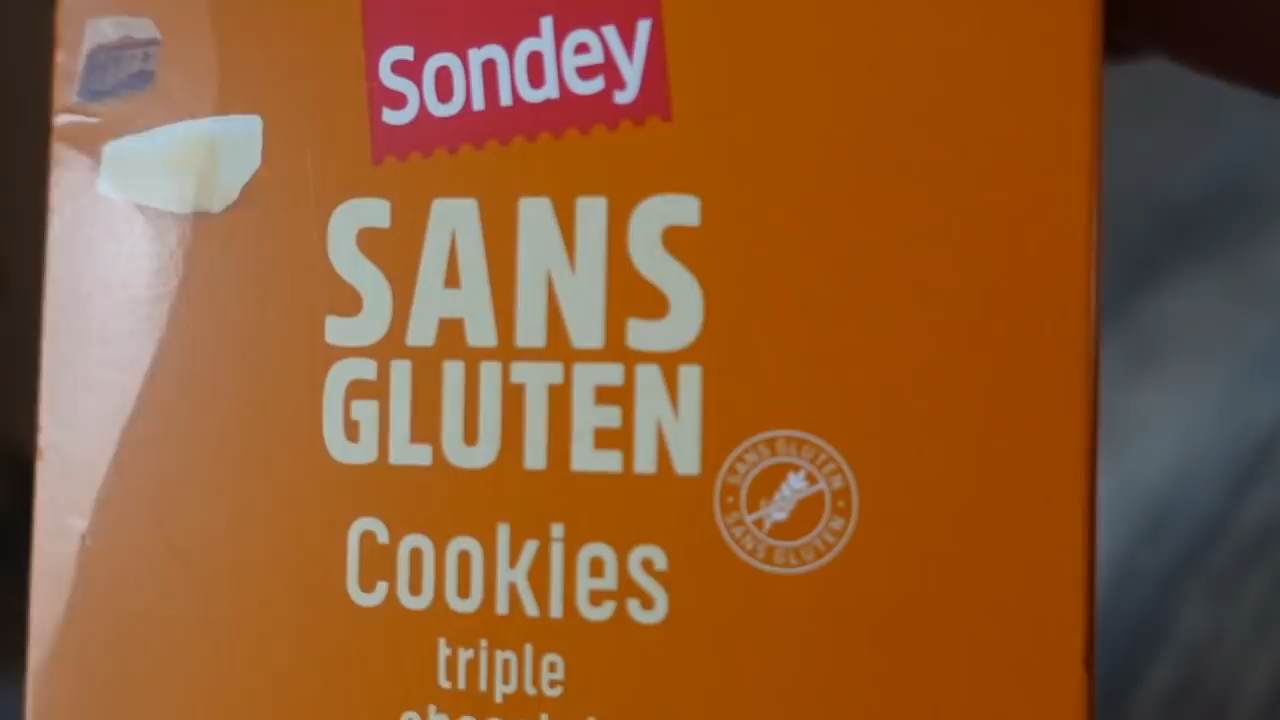 Sondey
SANS
GLUTEN
SANS GLUTEN
SANS GLUTEN
Cookies
triple